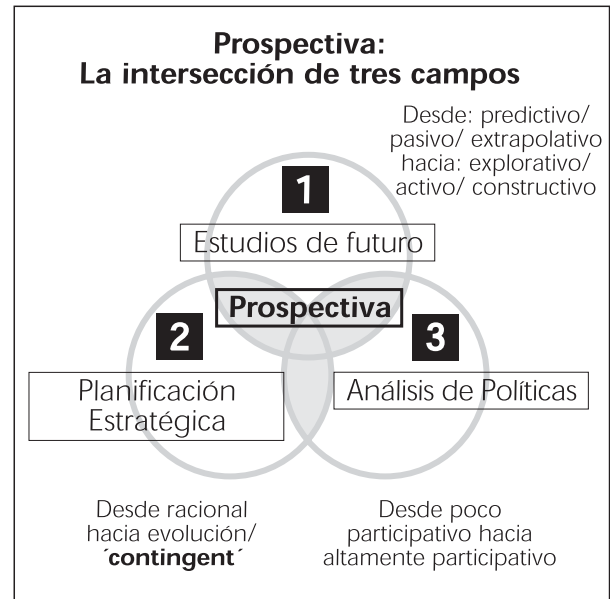 Prospectiva:
La intersección de tres campos
Desde: predictivo/
pasivo/ extrapolativo
hacia: explorativo/
activo/ constructivo
1
Estudios de futuro
Prospectiva
2
Planificación
Estratégica
3
Análisis de Políticas
Desde racional
hacia evolución/
´contingent´
Desde poco
participativo hacia
altamente participativo